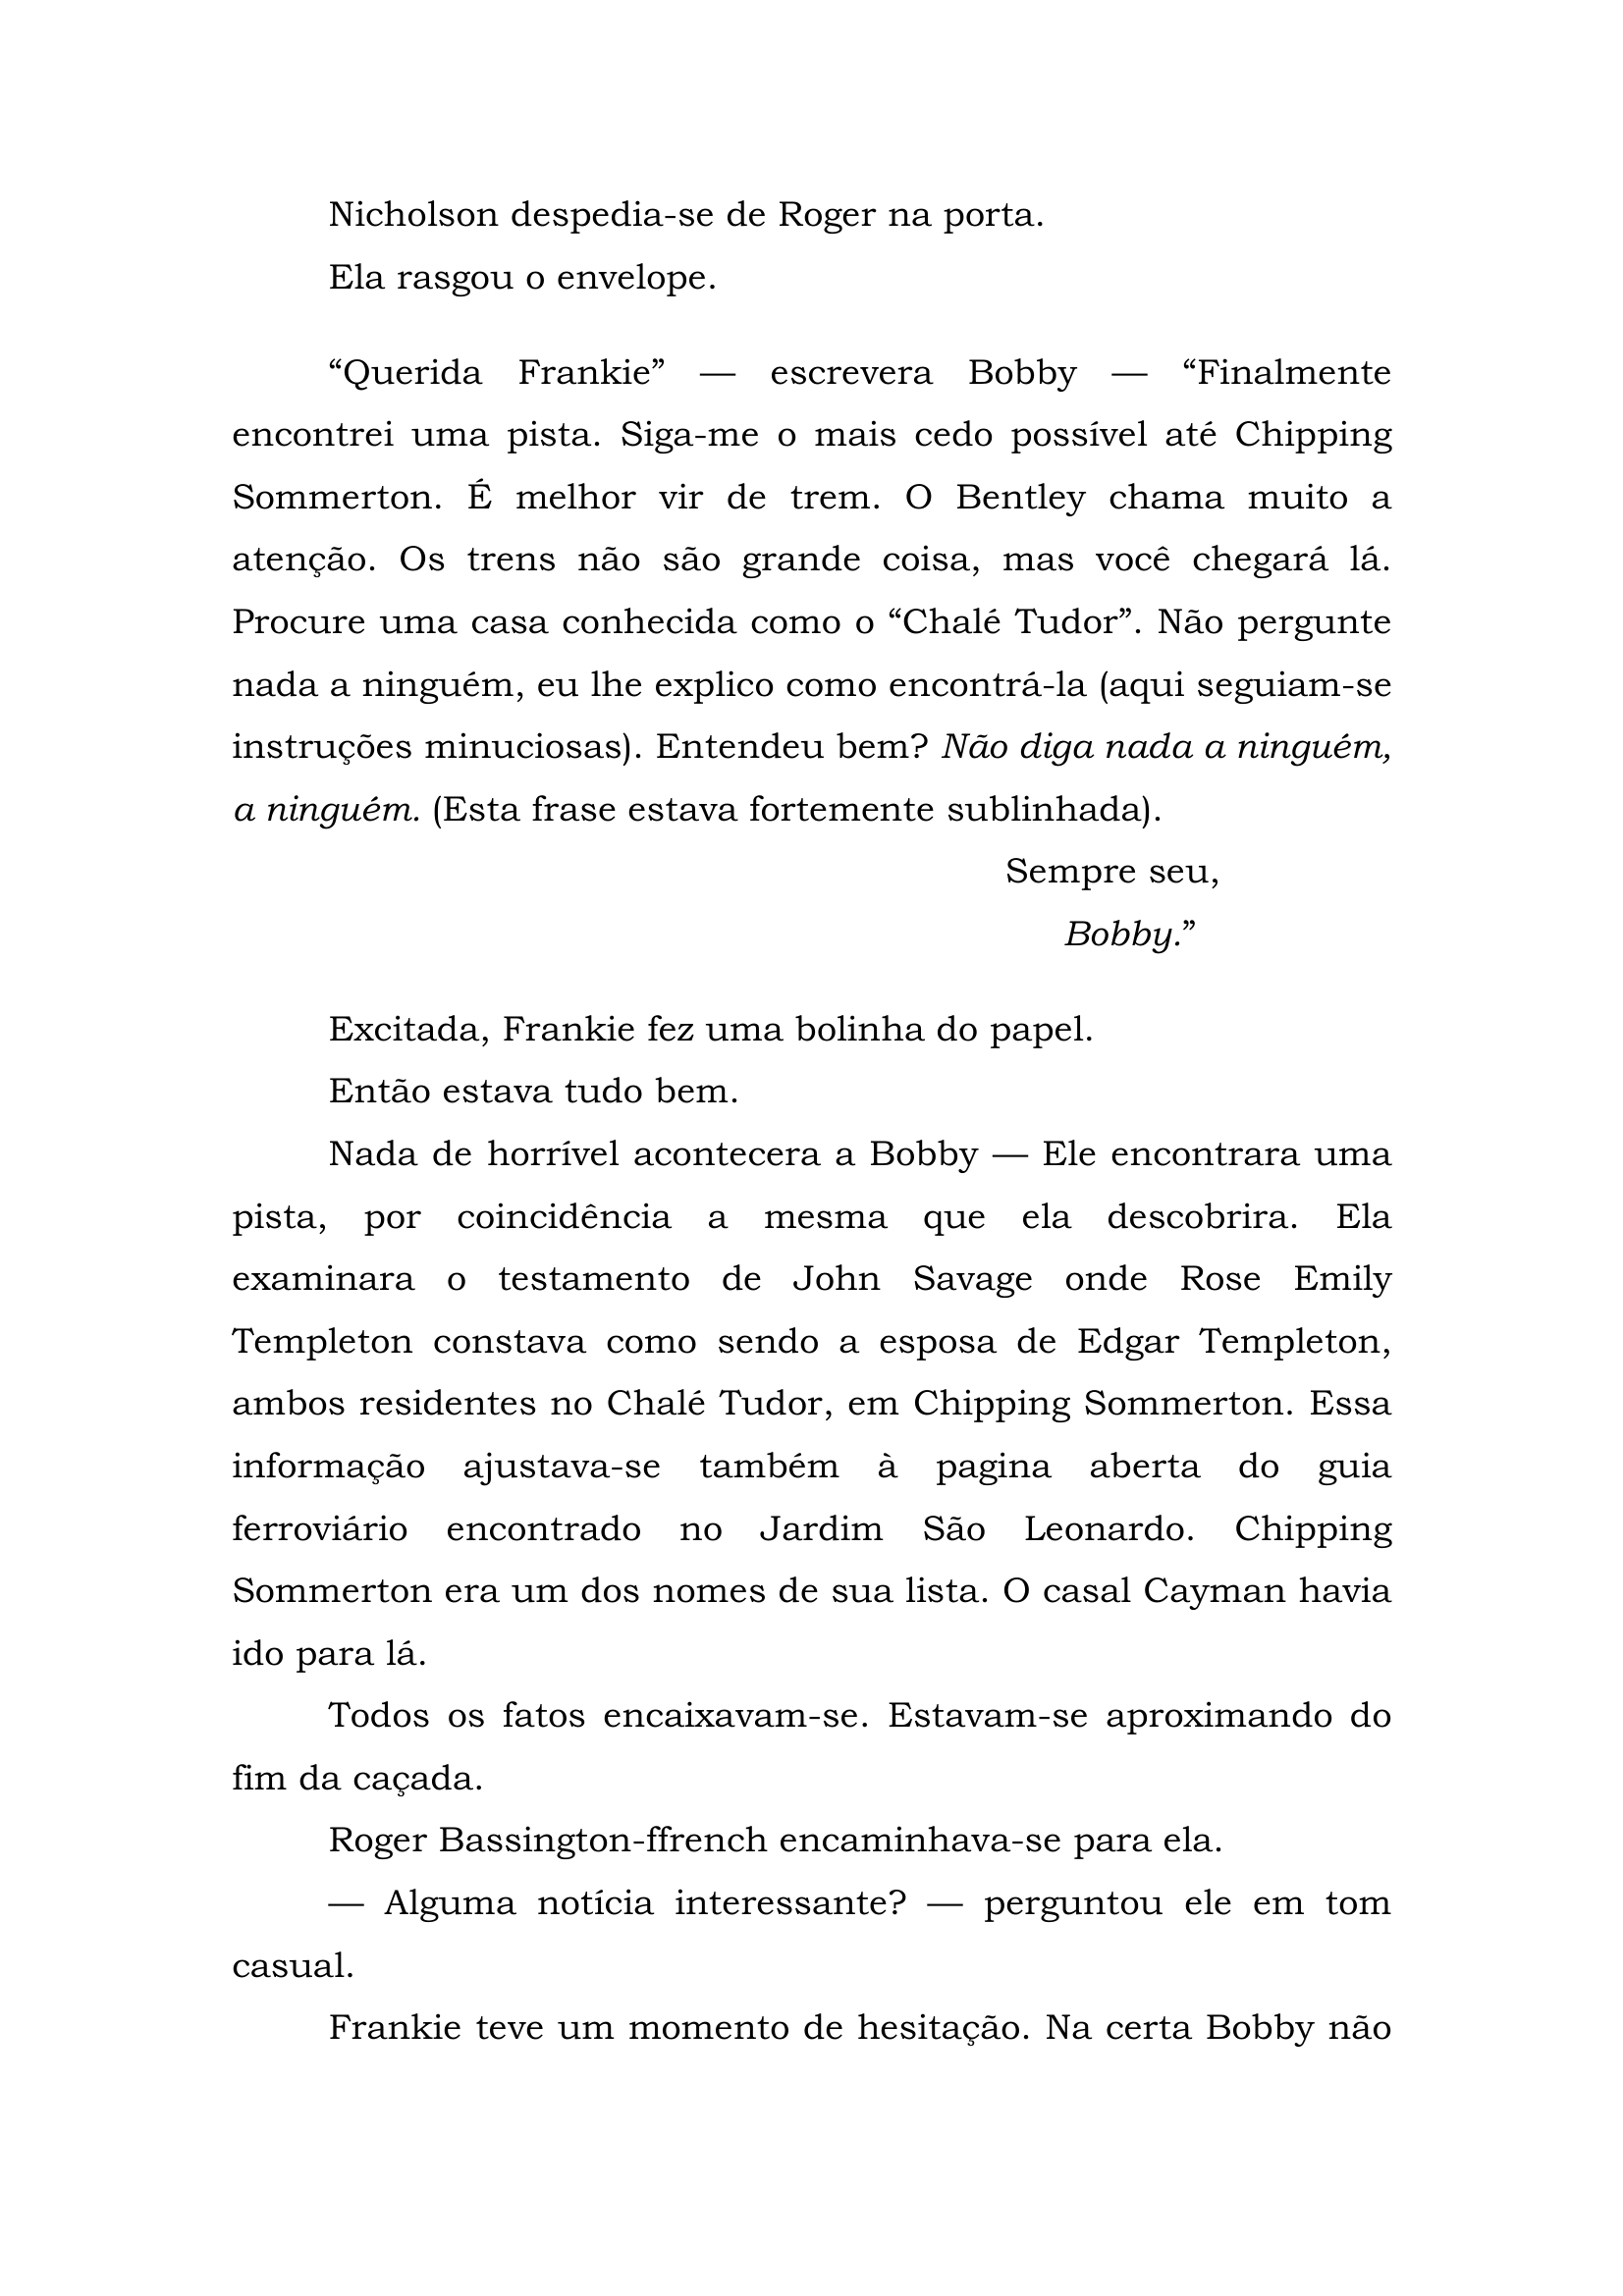 Nicholson despedia-se de Roger na porta.
Ela rasgou o envelope.
“Querida Frankie” — escrevera Bobby — “Finalmente
encontrei uma pista. Siga-me o mais cedo possível até Chipping
Sommerton. É melhor vir de trem. O Bentley chama muito a
atenção. Os trens não são grande coisa, mas você chegará lá.
Procure uma casa conhecida como o “Chalé Tudor”. Não pergunte
nada a ninguém, eu lhe explico como encontrá-la (aqui seguiam-se
instruções minuciosas). Entendeu bem? Não diga nada a ninguém,
a ninguém. (Esta frase estava fortemente sublinhada).
Sempre seu,
Bobby.”
Excitada, Frankie fez uma bolinha do papel.
Então estava tudo bem.
Nada de horrível acontecera a Bobby — Ele encontrara uma
pista, por coincidência a mesma que ela descobrira. Ela
examinara o testamento de John Savage onde Rose Emily
Templeton constava como sendo a esposa de Edgar Templeton,
ambos residentes no Chalé Tudor, em Chipping Sommerton. Essa
informação ajustava-se também à pagina aberta do guia
ferroviário encontrado no Jardim São Leonardo. Chipping
Sommerton era um dos nomes de sua lista. O casal Cayman havia
ido para lá.
Todos os fatos encaixavam-se. Estavam-se aproximando do
fim da caçada.
Roger Bassington-ffrench encaminhava-se para ela.
— Alguma notícia interessante? — perguntou ele em tom
casual.
Frankie teve um momento de hesitação. Na certa Bobby não